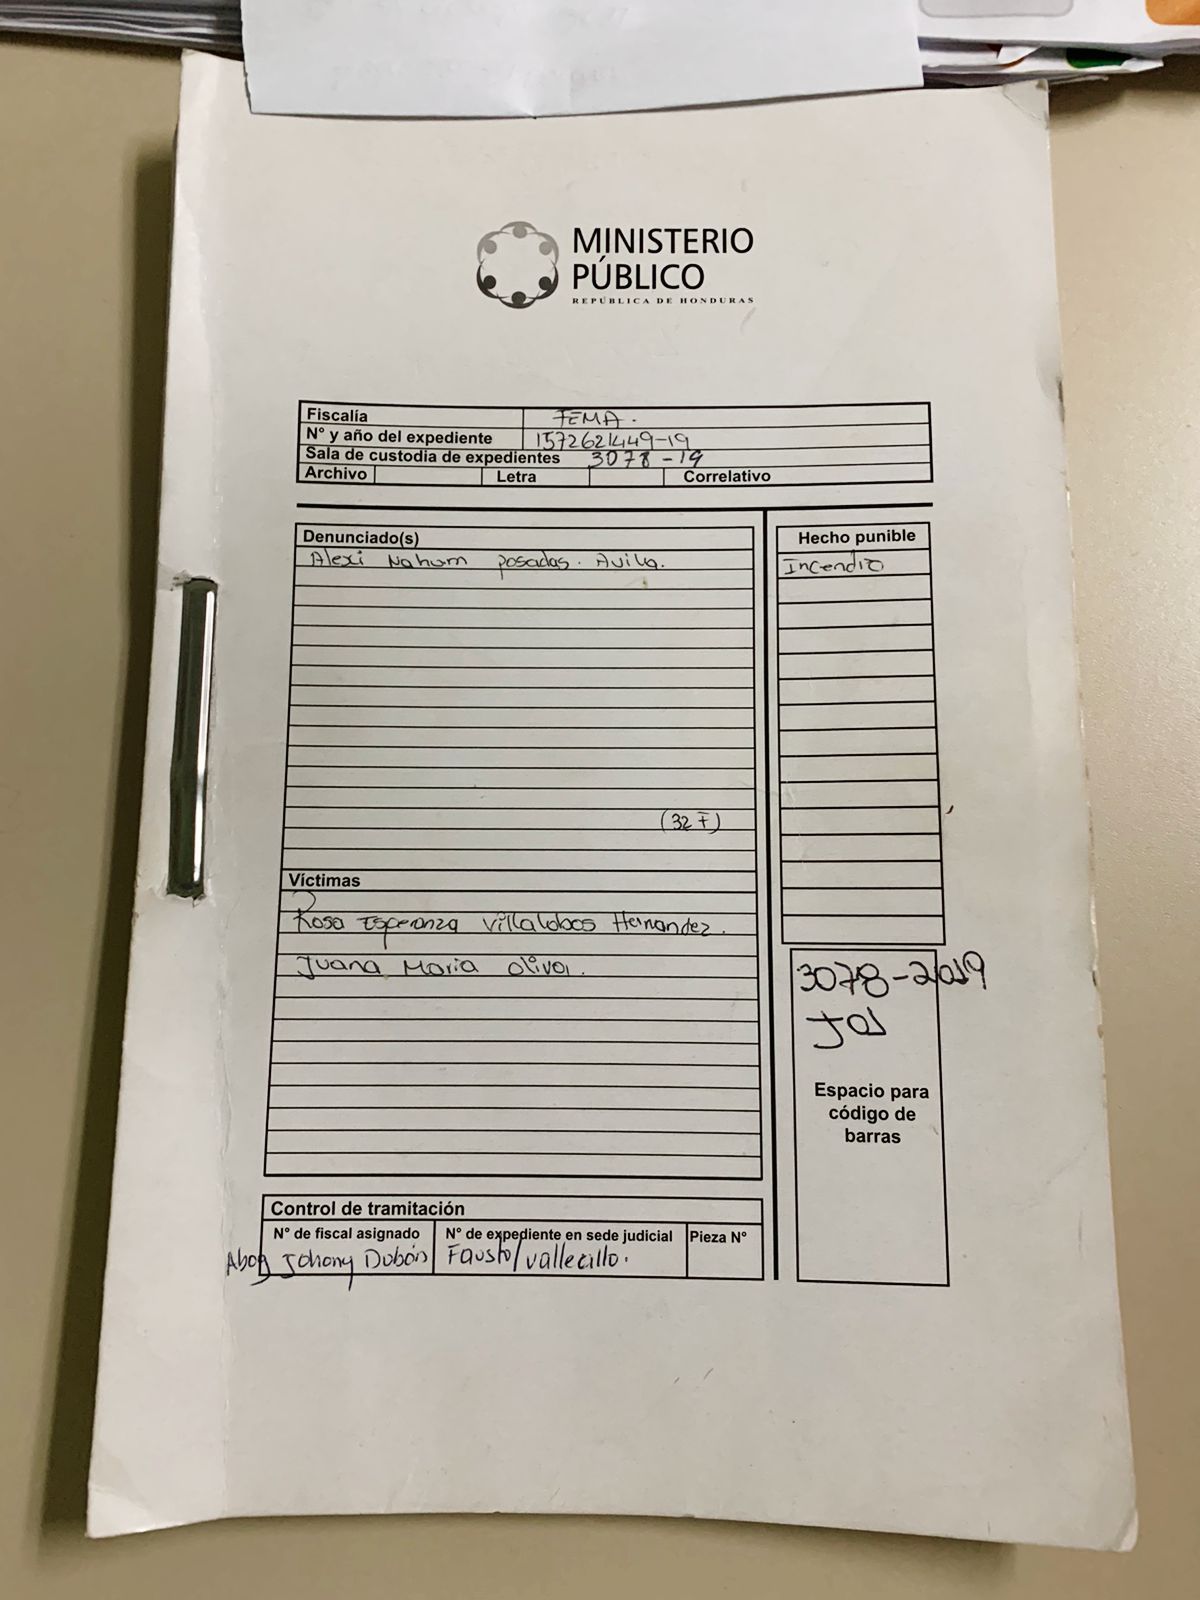 MINISTERIO
PÚBLICO
REPÚBLICA DE HONDURAS
Fiscalía FEMA.
N° y año del expediente 1572621449-19
Sala de custodia de expedientes 3078-19
Archivo Letra Correlativo
Denunciado(s)
Alexi Nahum posadas. Avila.
(32 F)
Víctimas
Rosa Esperanza Villalobos Hernandez.
Juana Maria oliva.
Hecho punible
Incendio
3078-2019
Espacio para
código de
barras
Control de tramitación
N° de fiscal asignado N° de expediente en sede judicial Pieza N°
Abog Johany Dubón Fausto/vallecillo.